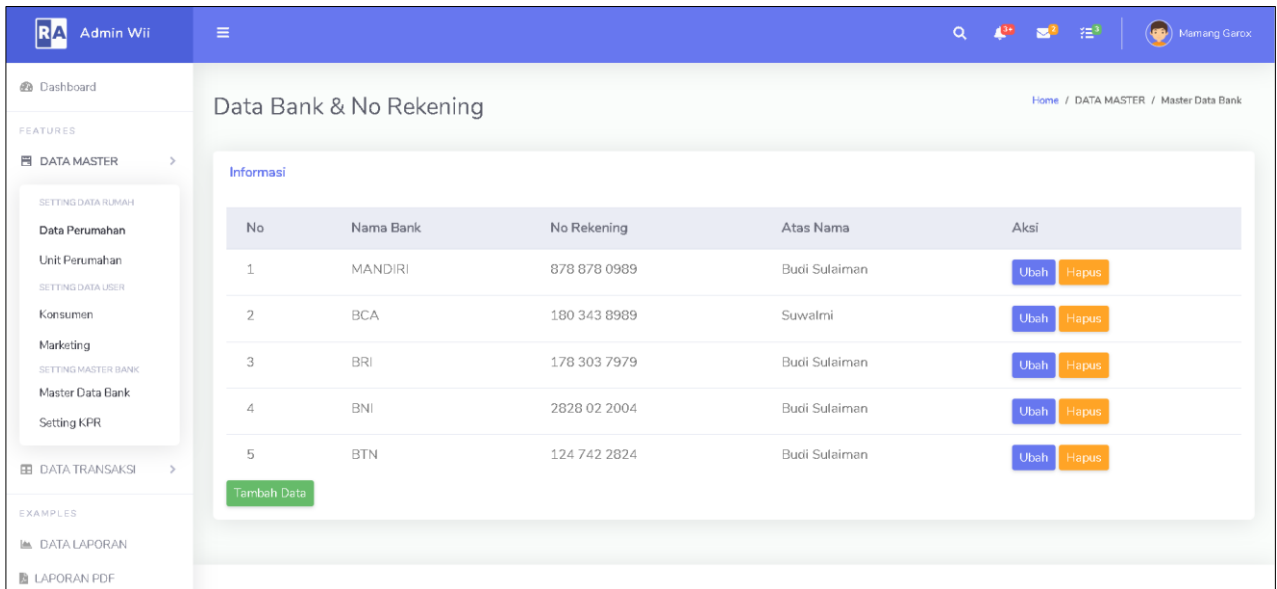 RA Admin Wii
3+ 2 3 Mamang Garox
Dashboard
Data Bank & No Rekening
Home / DATA MASTER / Master Data Bank
FEATURES
DATA MASTER
SETTING DATA RUMAH
Data Perumahan
Unit Perumahan
SETTING DATA USER
Konsumen
Marketing
SETTING MASTER BANK
Master Data Bank
Setting KPR
DATA TRANSAKSI
EXAMPLES
DATA LAPORAN
LAPORAN PDF
Informasi
No Nama Bank No Rekening Atas Nama Aksi
1 MANDIRI 878 878 0989 Budi Sulaiman Ubah Hapus
2 BCA 180 343 8989 Suwalmi Ubah Hapus
3 BRI 178 303 7979 Budi Sulaiman Ubah Hapus
4 BNI 2828 02 2004 Budi Sulaiman Ubah Hapus
5 BTN 124 742 2824 Budi Sulaiman Ubah Hapus
Tambah Data